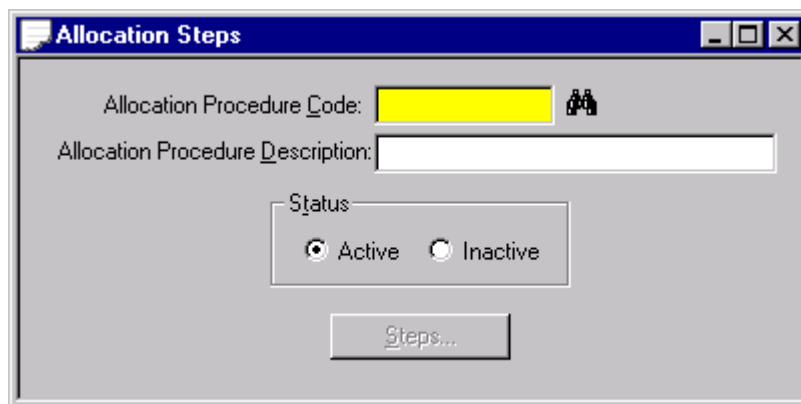 Allocation Steps
Allocation Procedure Code:
Allocation Procedure Description:
Status
Active Inactive
Steps...